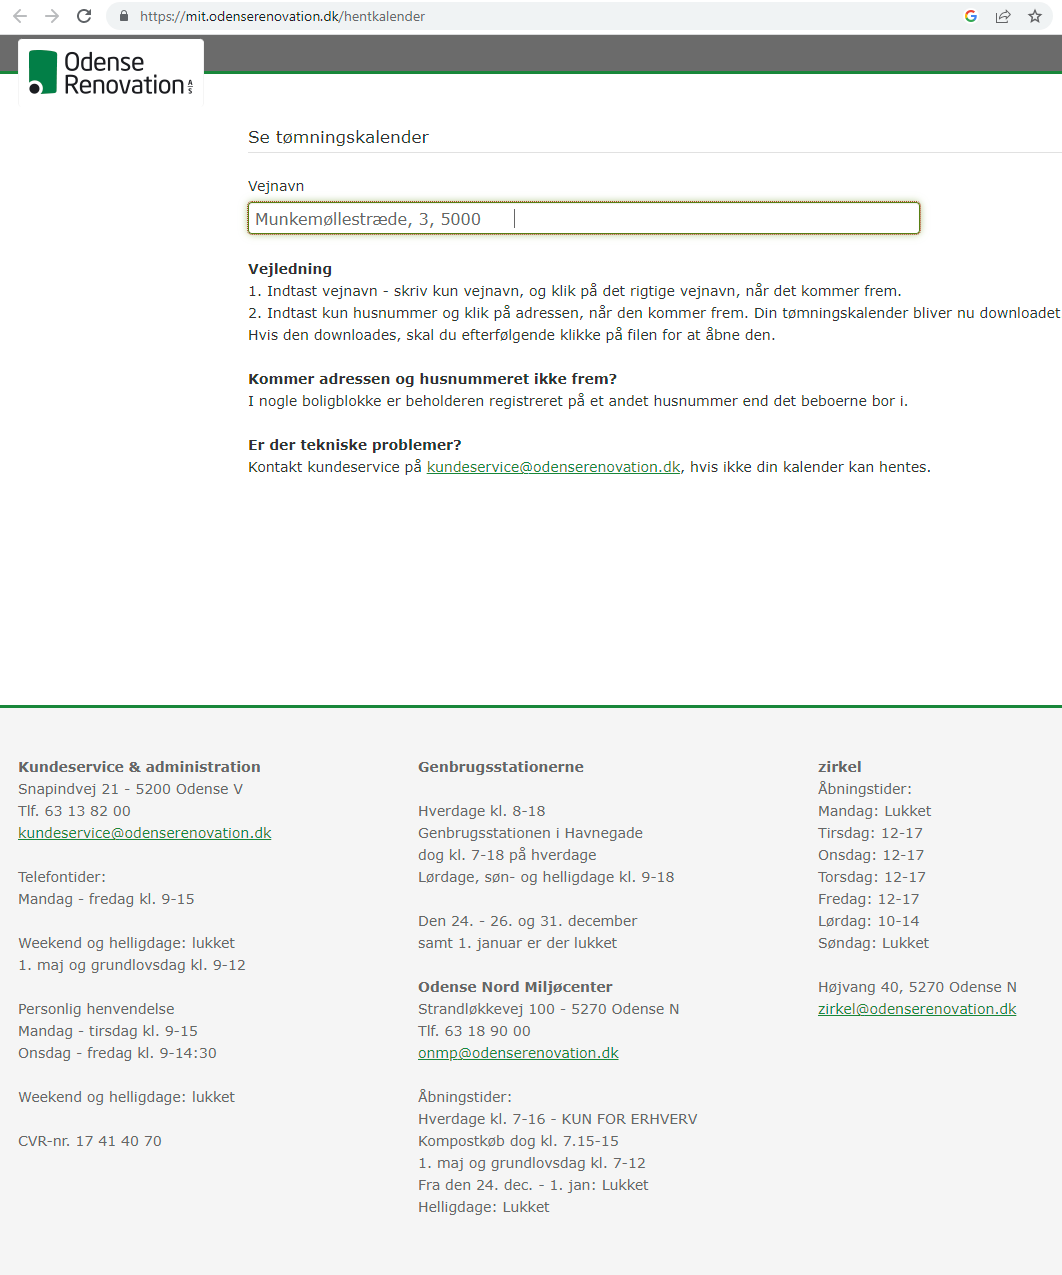 https://mit.odenserenovation.dk/hentkalender
Odense
Renovation A/S
Se tømningskalender
Vejnavn
Munkemøllestræde, 3, 5000
Vejledning
1. Indtast vejnavn - skriv kun vejnavn, og klik på det rigtige vejnavn, når det kommer frem.
2. Indtast kun husnummer og klik på adressen, når den kommer frem. Din tømningskalender bliver nu downloadet
Hvis den downloades, skal du efterfølgende klikke på filen for at åbne den.
Kommer adressen og husnummeret ikke frem?
I nogle boligblokke er beholderen registreret på et andet husnummer end det beboerne bor i.
Er der tekniske problemer?
Kontakt kundeservice på kundeservice@odenserenovation.dk, hvis ikke din kalender kan hentes.
Kundeservice & administration
Snapindvej 21 - 5200 Odense V
Tlf. 63 13 82 00
kundeservice@odenserenovation.dk
Telefontider:
Mandag - fredag kl. 9-15
Weekend og helligdage: lukket
1. maj og grundlovsdag kl. 9-12
Personlig henvendelse
Mandag - tirsdag kl. 9-15
Onsdag - fredag kl. 9-14:30
Weekend og helligdage: lukket
CVR-nr. 17 41 40 70
Genbrugsstationerne
Hverdage kl. 8-18
Genbrugsstationen i Havnegade
dog kl. 7-18 på hverdage
Lørdage, søn- og helligdage kl. 9-18
Den 24. - 26. og 31. december
samt 1. januar er der lukket
Odense Nord Miljøcenter
Strandløkkevej 100 - 5270 Odense N
Tlf. 63 18 90 00
onmp@odenserenovation.dk
Åbningstider:
Hverdage kl. 7-16 - KUN FOR ERHVERV
Kompostkøb dog kl. 7.15-15
1. maj og grundlovsdag kl. 7-12
Fra den 24. dec. - 1. jan: Lukket
Helligdage: Lukket
zirkel
Åbningstider:
Mandag: Lukket
Tirsdag: 12-17
Onsdag: 12-17
Torsdag: 12-17
Fredag: 12-17
Lørdag: 10-14
Søndag: Lukket
Højvang 40, 5270 Odense N
zirkel@odenserenovation.dk